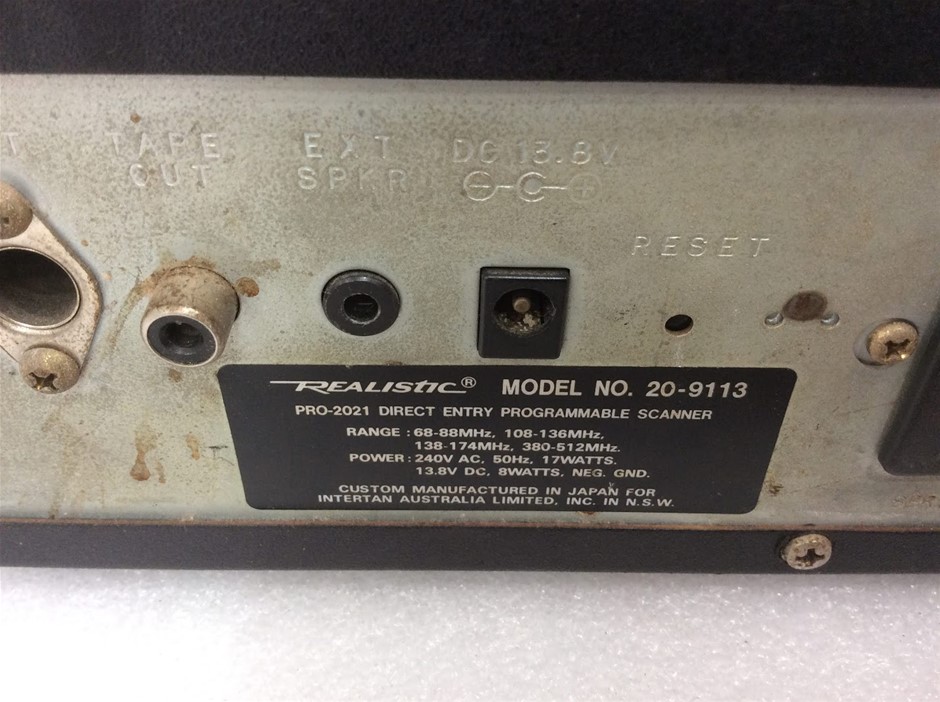 T
TAPE
OUT
EXT
SPKR
DC 13.8V
RESET
REALISTIC® MODEL NO. 20-9113
PRO-2021 DIRECT ENTRY PROGRAMMABLE SCANNER
RANGE : 68-88MHz, 108-136MHz,
138-174MHz, 380-512MHz.
POWER : 240V AC, 50Hz, 17WATTS.
13.8V DC, 8WATTS, NEG. GND.
CUSTOM MANUFACTURED IN JAPAN FOR
INTERTAN AUSTRALIA LIMITED, INC. IN N.S.W.